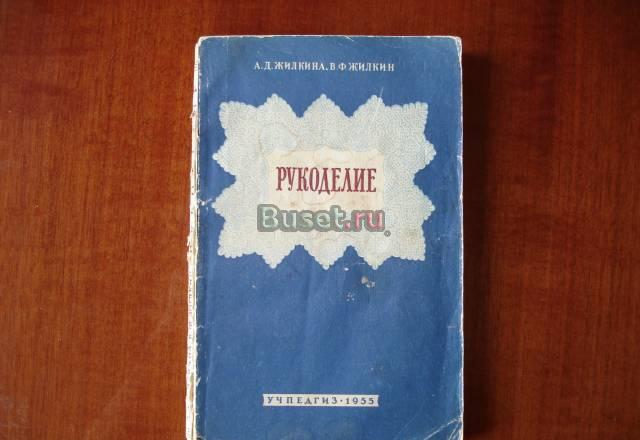 А. Д. ЖИЛКИНА, В. Ф. ЖИЛКИН
РУКОДЕЛИЕ
Buset.ru
УЧПЕДГИЗ · 1955